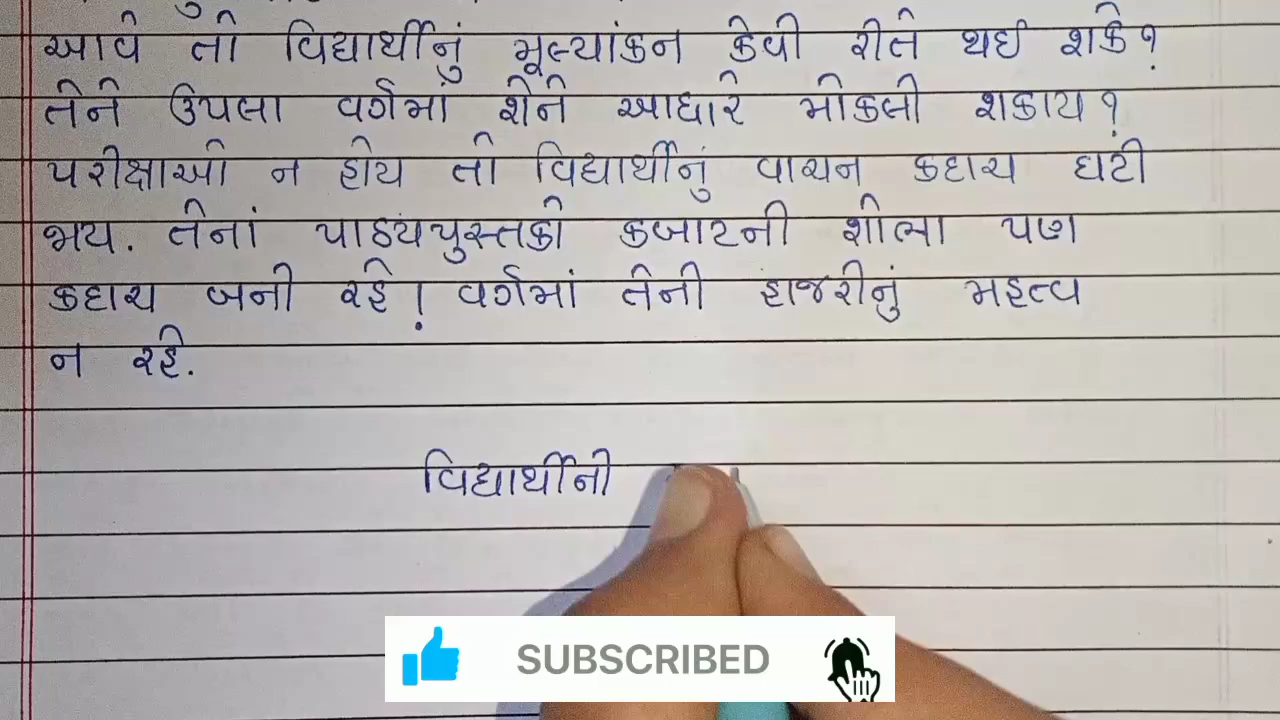 આવે તો વિદ્યાર્થીનું મૂલ્યાંકન કેવી રીતે થઈ શકે?
તેને ઉપલા વર્ગમાં શેને આધારે મોકલી શકાય?
પરીક્ષાઓ ન હોય તો વિદ્યાર્થીનું વાચન કદાચ ઘટી
જાય. તેનાં પાઠ્યપુસ્તકો કબાટની શોભા પણ
કદાચ બની રહે! વર્ગમાં તેની હાજરીનું મહત્વ
ન રહે.
વિદ્યાર્થીની
SUBSCRIBED